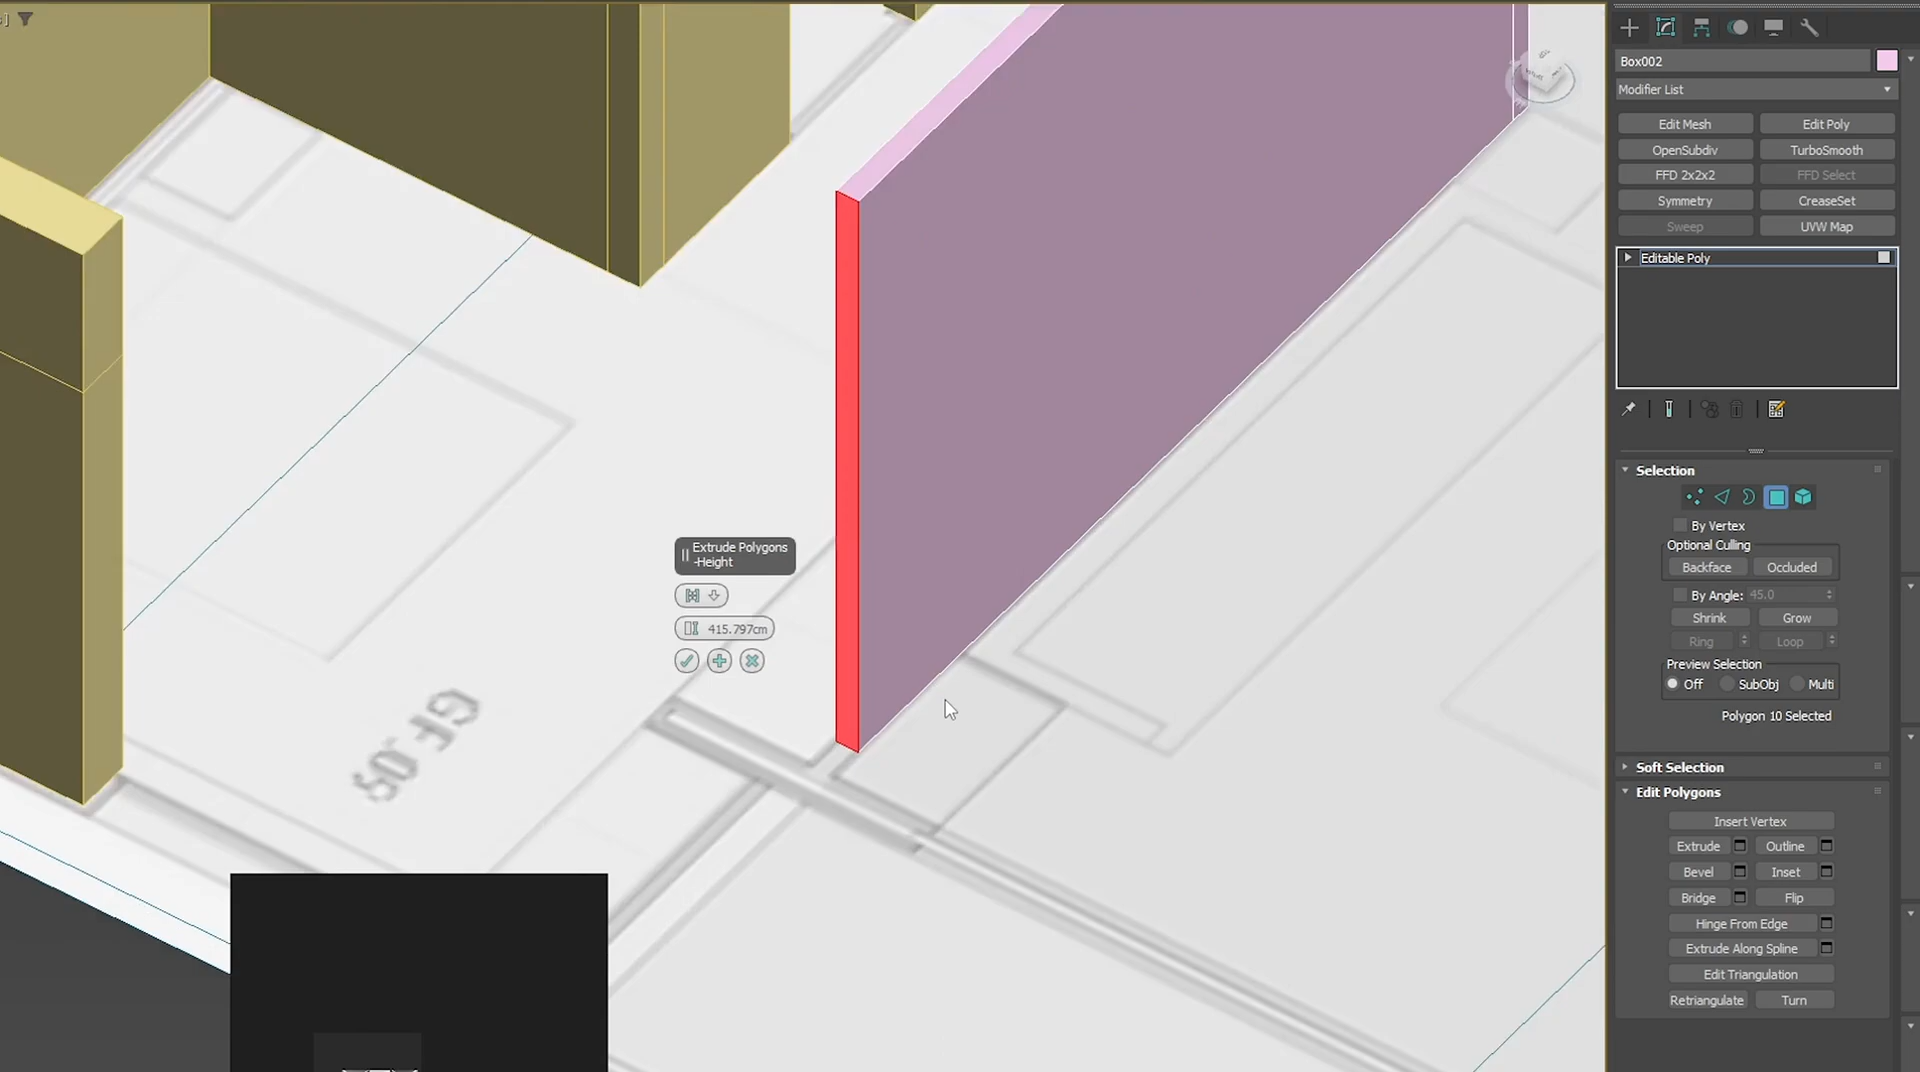 ]
Box002
Modifier List
Edit Mesh
Edit Poly
OpenSubdiv
TurboSmooth
FFD 2x2x2
FFD Select
Symmetry
CreaseSet
Sweep
UVW Map
Editable Poly
Selection
By Vertex
Optional Culling
Backface
Occluded
By Angle: 45.0
Shrink
Grow
Ring
Loop
Preview Selection
Off
SubObj
Multi
Polygon 10 Selected
Soft Selection
Edit Polygons
Insert Vertex
Extrude
Outline
Bevel
Inset
Bridge
Flip
Hinge From Edge
Extrude Along Spline
Edit Triangulation
Retriangulate
Turn
Extrude Polygons
-Height
415.797cm